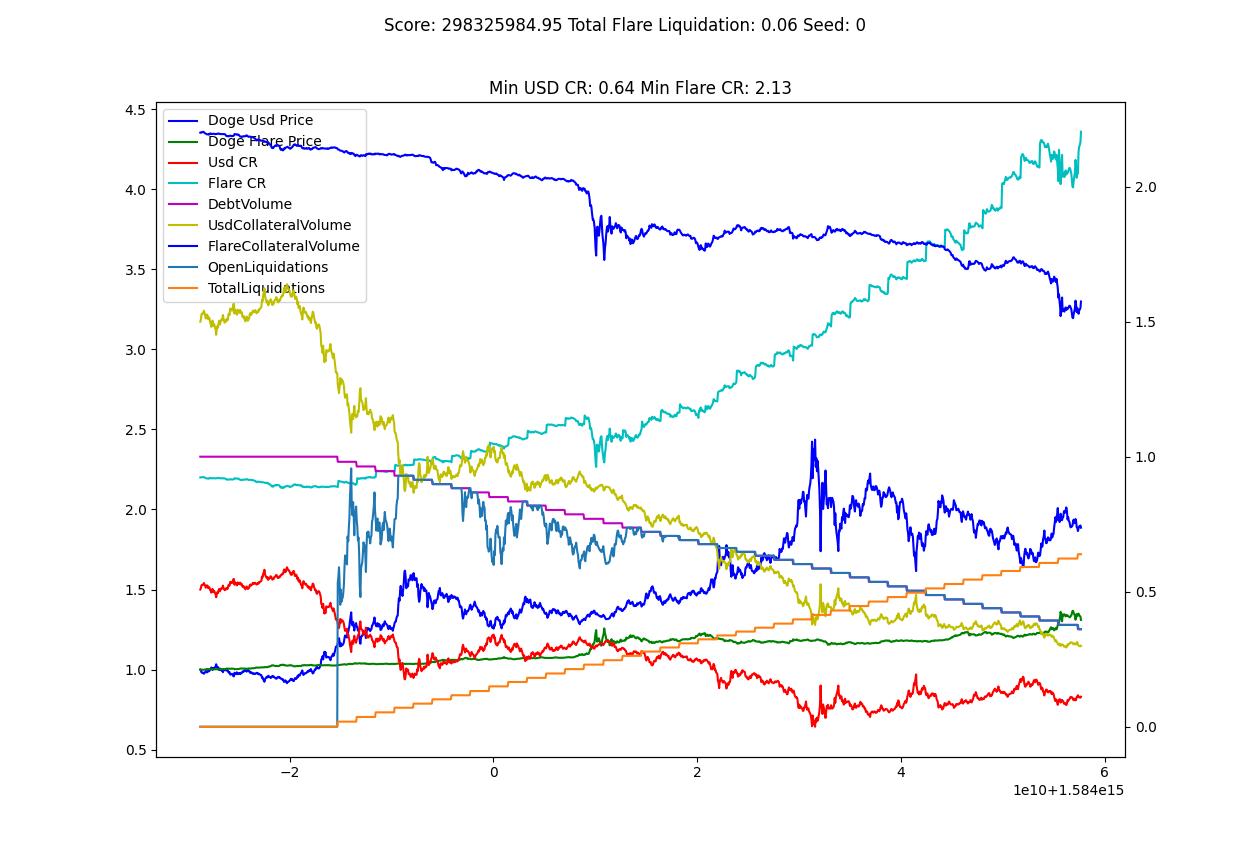 Score: 298325984.95 Total Flare Liquidation: 0.06 Seed: 0
Min USD CR: 0.64 Min Flare CR: 2.13
Doge Usd Price
Doge Flare Price
Usd CR
Flare CR
DebtVolume
UsdCollateralVolume
FlareCollateralVolume
OpenLiquidations
TotalLiquidations
4.5
4.0
3.5
3.0
2.5
2.0
1.5
1.0
0.5
2.0
1.5
1.0
0.5
0.0
−2 0 2 4 6
1e10+1.584e15